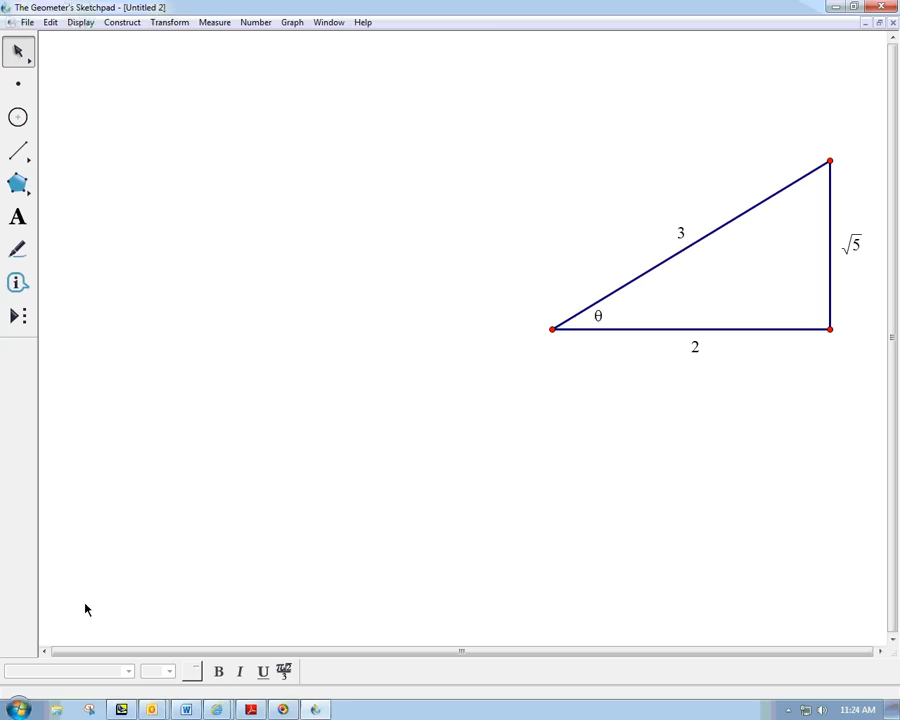 The Geometer's Sketchpad - [Untitled 2]
File Edit Display Construct Transform Measure Number Graph Window Help
3
√5
θ
2
A
B I U
11:24 AM